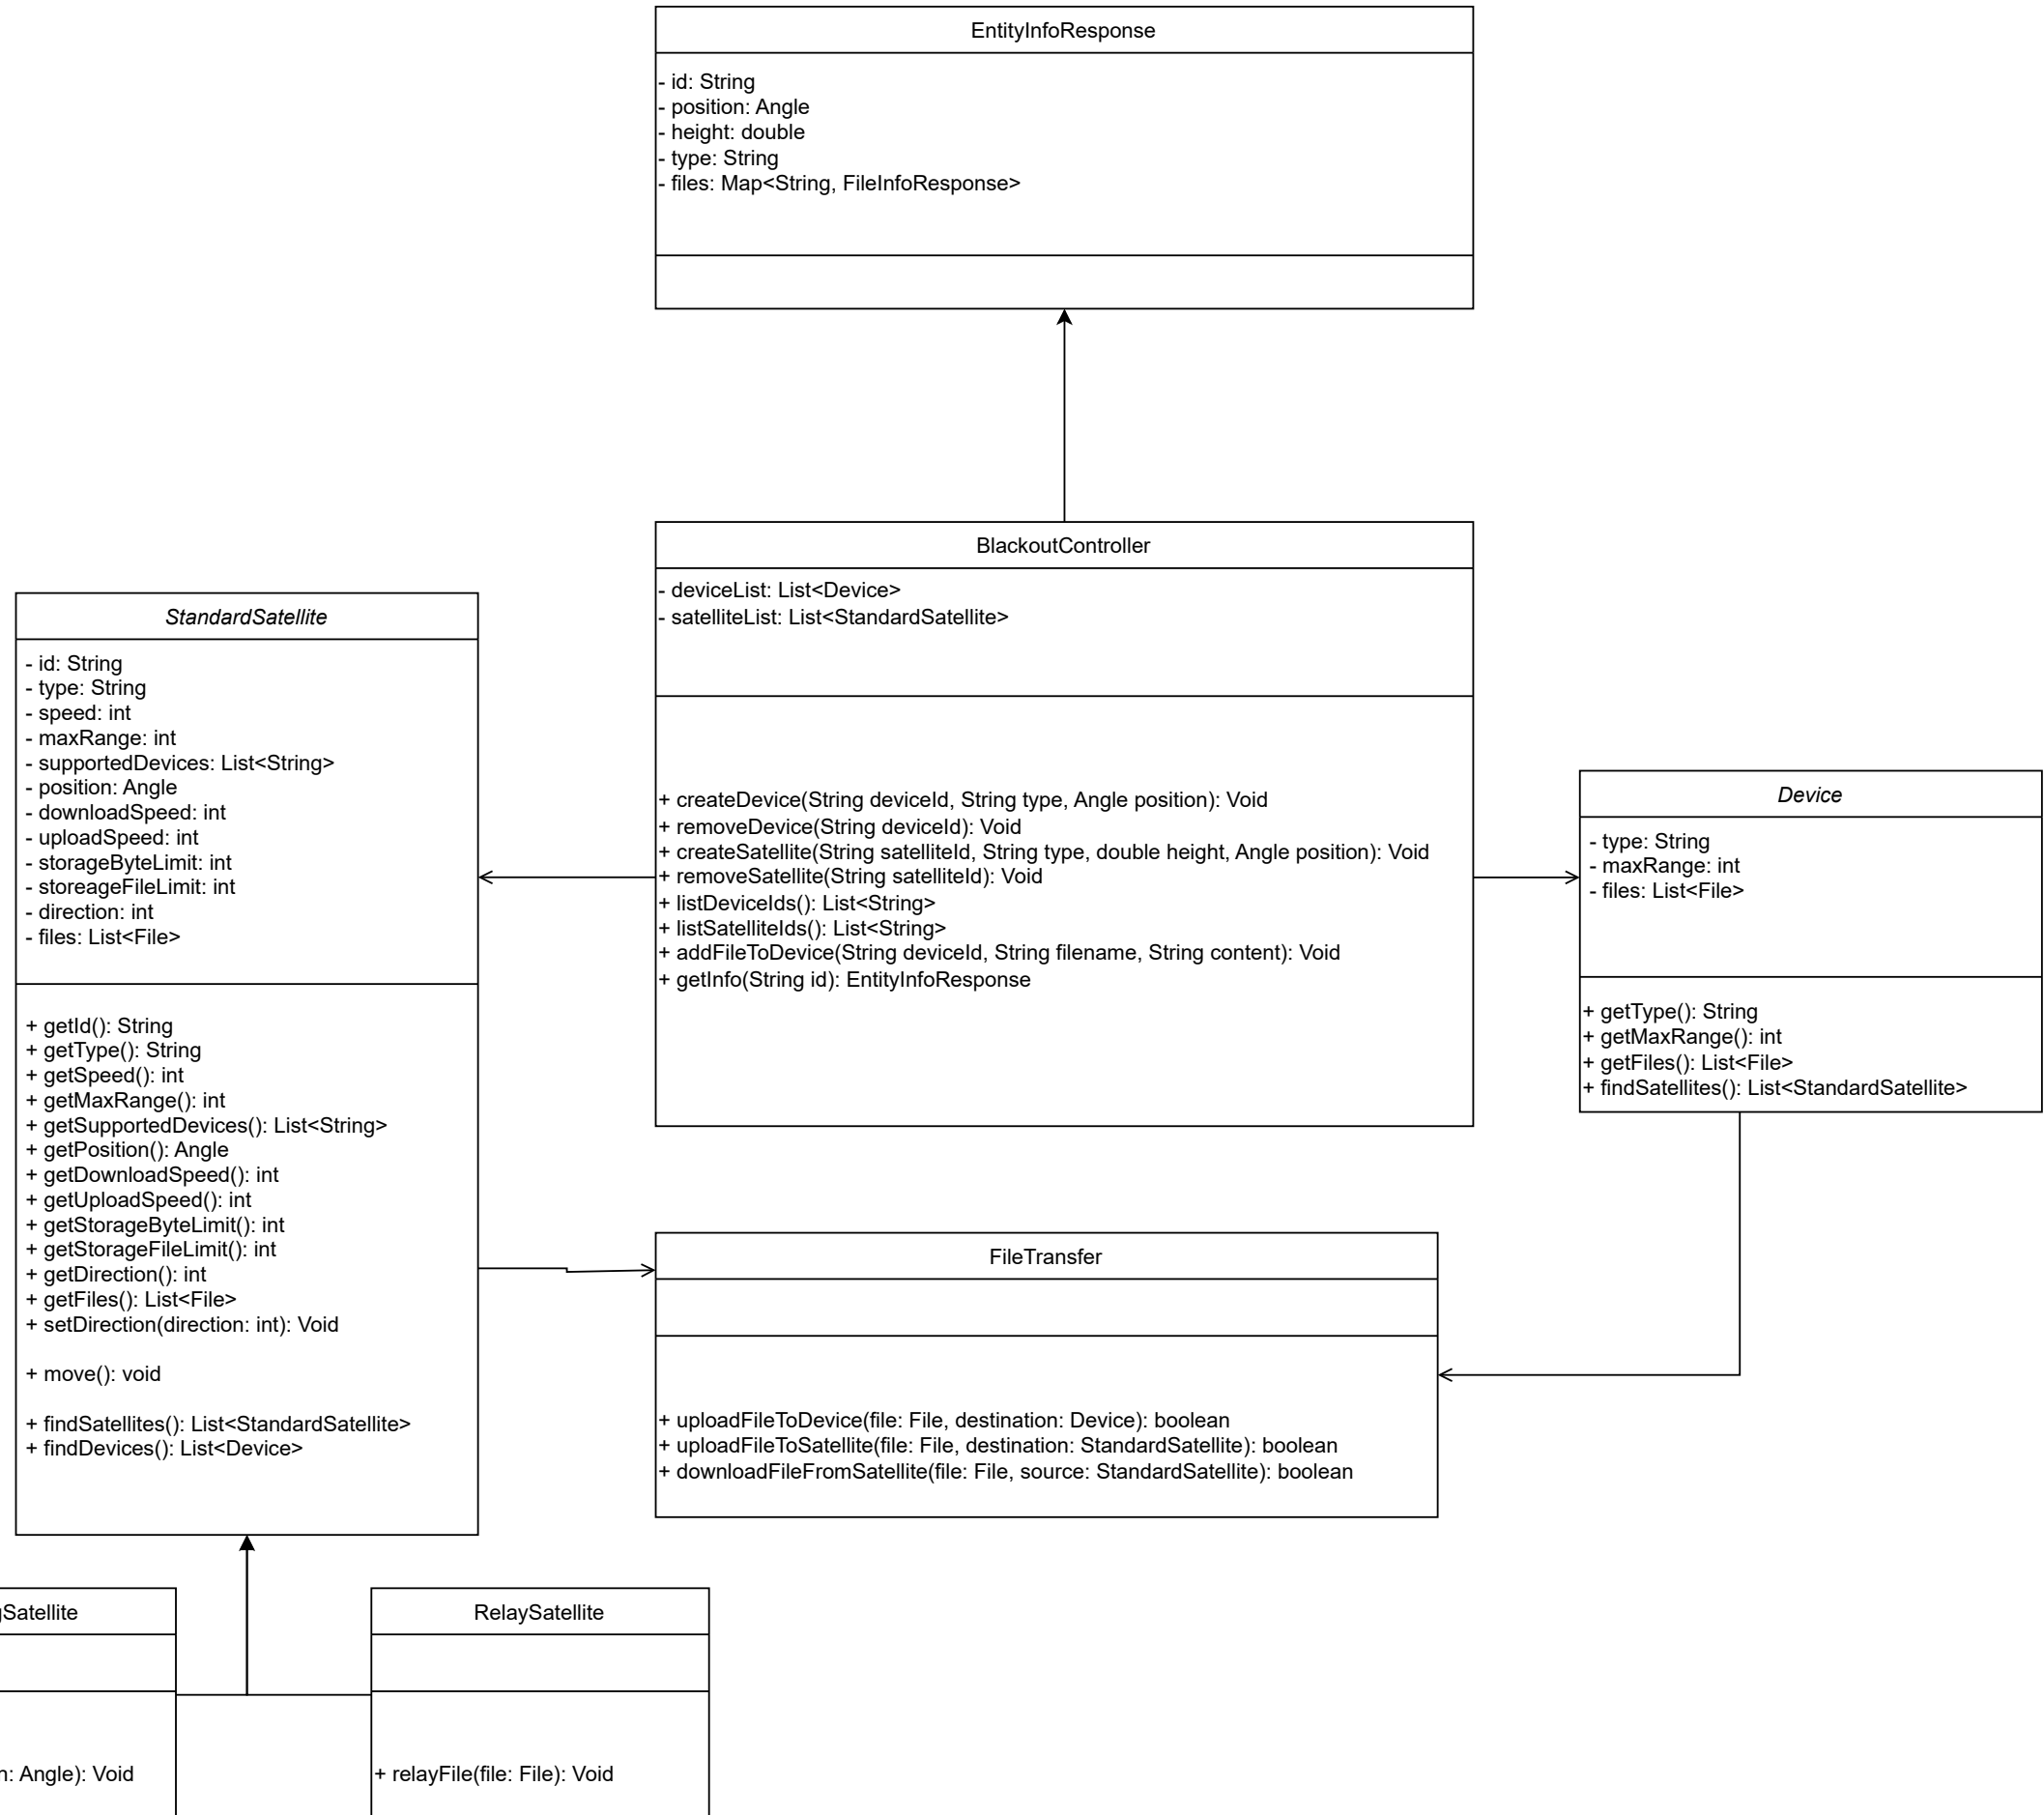 EntityInfoResponse
- id: String
- position: Angle
- height: double
- type: String
- files: Map<String, FileInfoResponse>
BlackoutController
- deviceList: List<Device>
- satelliteList: List<StandardSatellite>
+ createDevice(String deviceId, String type, Angle position): Void
+ removeDevice(String deviceId): Void
+ createSatellite(String satelliteId, String type, double height, Angle position): Void
+ removeSatellite(String satelliteId): Void
+ listDeviceIds(): List<String>
+ listSatelliteIds(): List<String>
+ addFileToDevice(String deviceId, String filename, String content): Void
+ getInfo(String id): EntityInfoResponse
StandardSatellite
- id: String
- type: String
- speed: int
- maxRange: int
- supportedDevices: List<String>
- position: Angle
- downloadSpeed: int
- uploadSpeed: int
- storageByteLimit: int
- storeageFileLimit: int
- direction: int
- files: List<File>
+ getId(): String
+ getType(): String
+ getSpeed(): int
+ getMaxRange(): int
+ getSupportedDevices(): List<String>
+ getPosition(): Angle
+ getDownloadSpeed(): int
+ getUploadSpeed(): int
+ getStorageByteLimit(): int
+ getStorageFileLimit(): int
+ getDirection(): int
+ getFiles(): List<File>
+ setDirection(direction: int): Void
+ move(): void
+ findSatellites(): List<StandardSatellite>
+ findDevices(): List<Device>
Device
- type: String
- maxRange: int
- files: List<File>
+ getType(): String
+ getMaxRange(): int
+ getFiles(): List<File>
+ findSatellites(): List<StandardSatellite>
FileTransfer
+ uploadFileToDevice(file: File, destination: Device): boolean
+ uploadFileToSatellite(file: File, destination: StandardSatellite): boolean
+ downloadFileFromSatellite(file: File, source: StandardSatellite): boolean
gSatellite
n: Angle): Void
RelaySatellite
+ relayFile(file: File): Void